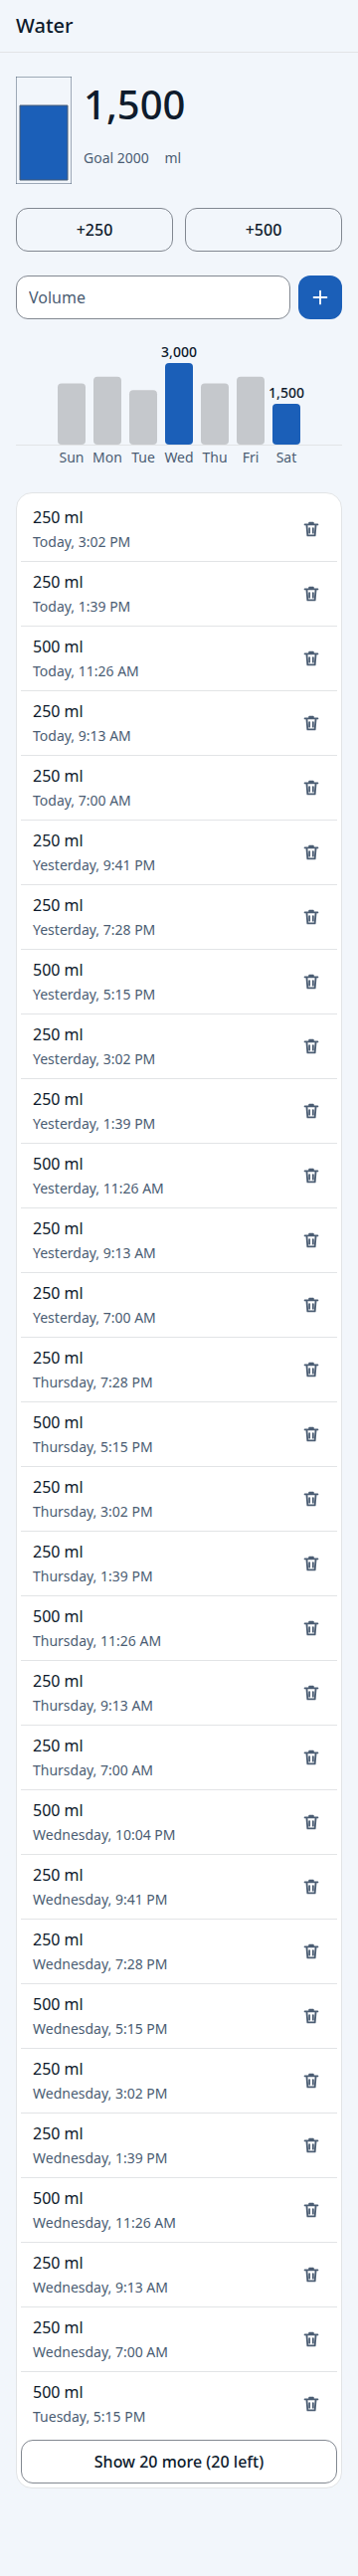 Water
1,500
Goal 2000 ml
+250 +500
Volume
3,000
1,500
Sun Mon Tue Wed Thu Fri Sat
250 ml
Today, 3:02 PM
250 ml
Today, 1:39 PM
500 ml
Today, 11:26 AM
250 ml
Today, 9:13 AM
250 ml
Today, 7:00 AM
250 ml
Yesterday, 9:41 PM
250 ml
Yesterday, 7:28 PM
500 ml
Yesterday, 5:15 PM
250 ml
Yesterday, 3:02 PM
250 ml
Yesterday, 1:39 PM
500 ml
Yesterday, 11:26 AM
250 ml
Yesterday, 9:13 AM
250 ml
Yesterday, 7:00 AM
250 ml
Thursday, 7:28 PM
500 ml
Thursday, 5:15 PM
250 ml
Thursday, 3:02 PM
250 ml
Thursday, 1:39 PM
500 ml
Thursday, 11:26 AM
250 ml
Thursday, 9:13 AM
250 ml
Thursday, 7:00 AM
500 ml
Wednesday, 10:04 PM
250 ml
Wednesday, 9:41 PM
250 ml
Wednesday, 7:28 PM
500 ml
Wednesday, 5:15 PM
250 ml
Wednesday, 3:02 PM
250 ml
Wednesday, 1:39 PM
500 ml
Wednesday, 11:26 AM
250 ml
Wednesday, 9:13 AM
250 ml
Wednesday, 7:00 AM
500 ml
Tuesday, 5:15 PM
Show 20 more (20 left)